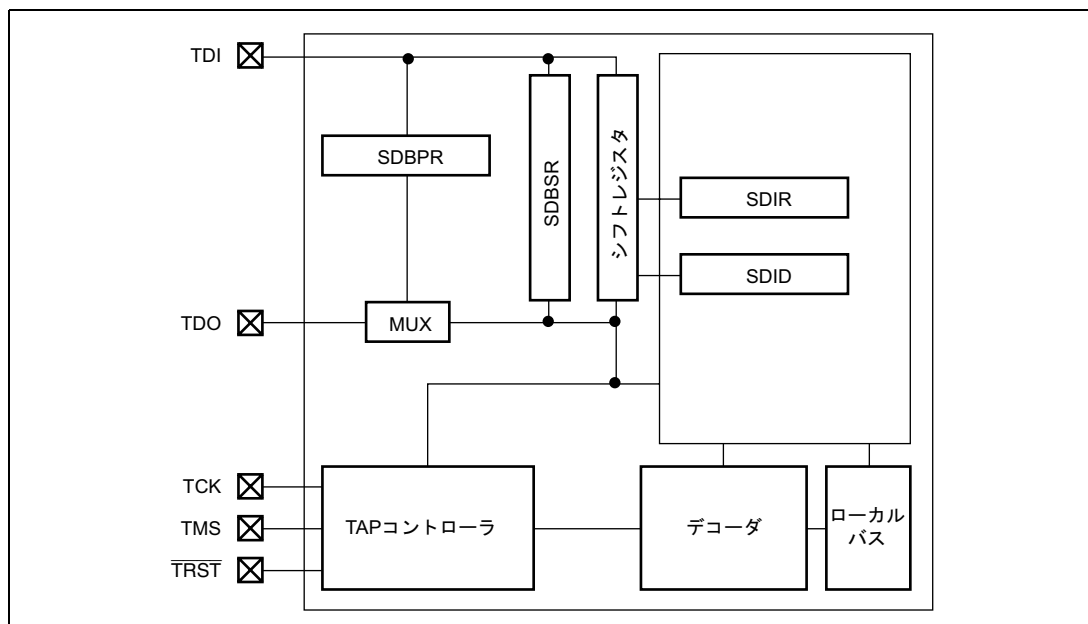 TDI
SDBPR
SDBSR
シフトレジスタ
SDIR
SDID
TDO
MUX
TCK
TMS
TRST
TAPコントローラ
デコーダ
ローカル
バス